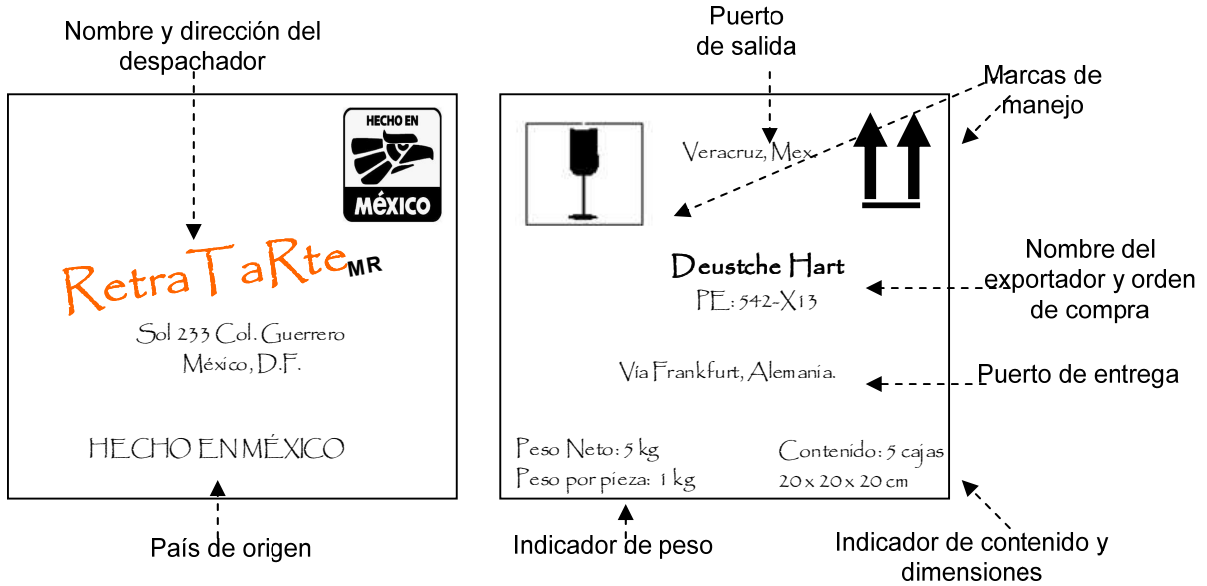 Nombre y dirección del
despachador
HECHO EN
México
RetraTaRte MR
Sol 233 Col. Guerrero
México, D.F.
HECHO EN MÉXICO
País de origen
Puerto
de salida
Marcas de
manejo
Veracruz, Mex.
Deustche Hart
PE: 542-X13
Nombre del
exportador y orden
de compra
Vía Frankfurt, Alemania.
Puerto de entrega
Peso Neto: 5 kg
Peso por pieza: 1 kg
Contenido: 5 cajas
20 x 20 x 20 cm
Indicador de peso
Indicador de contenido y
dimensiones